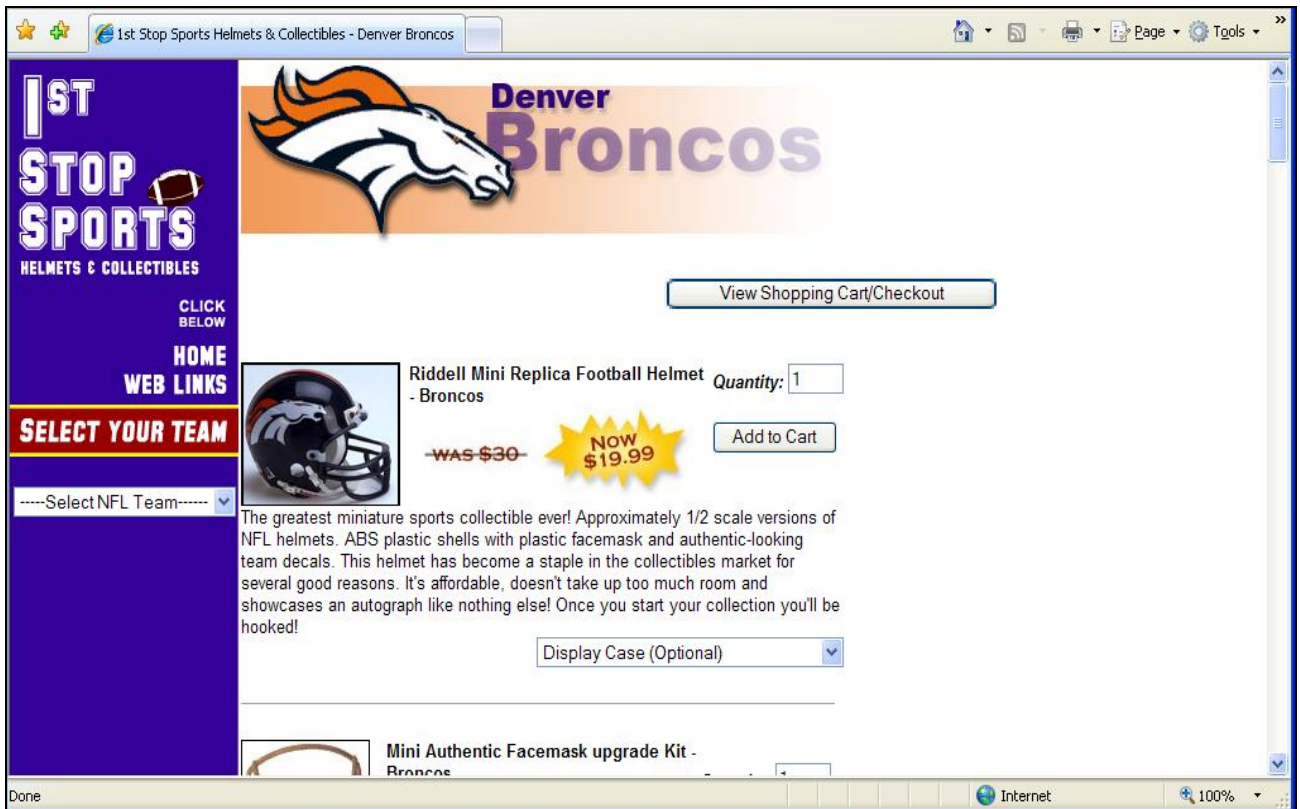 1st Stop Sports Helmets & Collectibles - Denver Broncos
Page
Tools
»
1ST
STOP
SPORTS
HELMETS & COLLECTIBLES
CLICK
BELOW
HOME
WEB LINKS
SELECT YOUR TEAM
-----Select NFL Team------
Denver
Broncos
View Shopping Cart/Checkout
Riddell Mini Replica Football Helmet
- Broncos
Quantity: 1
WAS $30
NOW
$19.99
Add to Cart
The greatest miniature sports collectible ever! Approximately 1/2 scale versions of
NFL helmets. ABS plastic shells with plastic facemask and authentic-looking
team decals. This helmet has become a staple in the collectibles market for
several good reasons. It's affordable, doesn't take up too much room and
showcases an autograph like nothing else! Once you start your collection you'll be
hooked!
Display Case (Optional)
Mini Authentic Facemask upgrade Kit -
Broncos
Done
Internet
100%